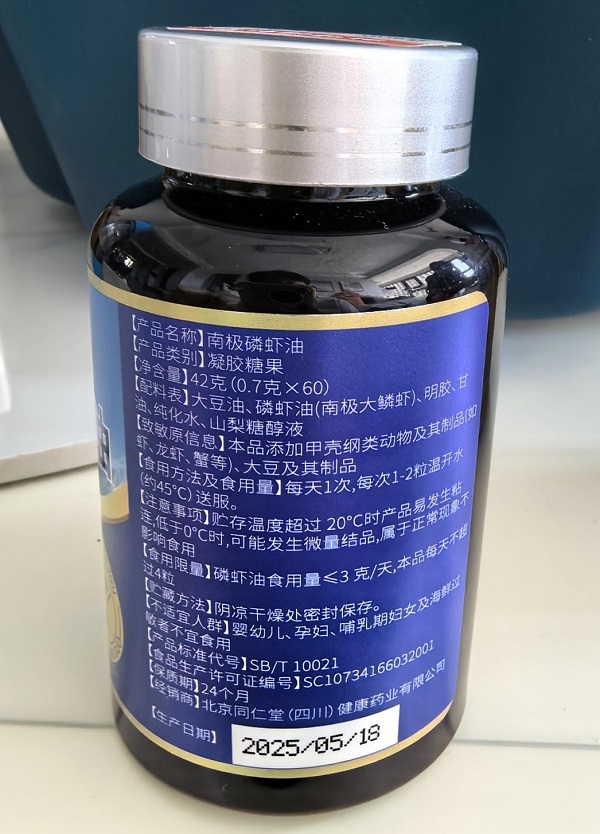 【产品名称】南极磷虾油
【产品类别】凝胶糖果
【净含量】42克(0.7克×60)
【配料表】大豆油、磷虾油(南极大鳞虾)、明胶、甘
油、纯化水、山梨糖醇液
【致敏原信息】本品添加甲壳纲类动物及其制品(如
虾、龙虾、蟹等)、大豆及其制品
【食用方法及食用量】每天1次,每次1-2粒温开水
(约45°C)送服。
【注意事项】贮存温度超过 20°C时产品易发生粘
连,低于0°C时,可能发生微量结品,属于正常现象不
影响食用
【食用限量】磷虾油食用量≤3 克/天,本品每天不超
过4粒
【贮藏方法】阴凉干燥处密封保存。
【不适宜人群】婴幼儿、孕妇、哺乳期妇女及海鲜过
敏者不宜食用
【产品标准代号】SB/T 10021
【食品生产许可证编号】SC10734166032001
【保质期】24个月
【经销商】北京同仁堂(四川)健康药业有限公司
【生产日期】
2025/05/18
油